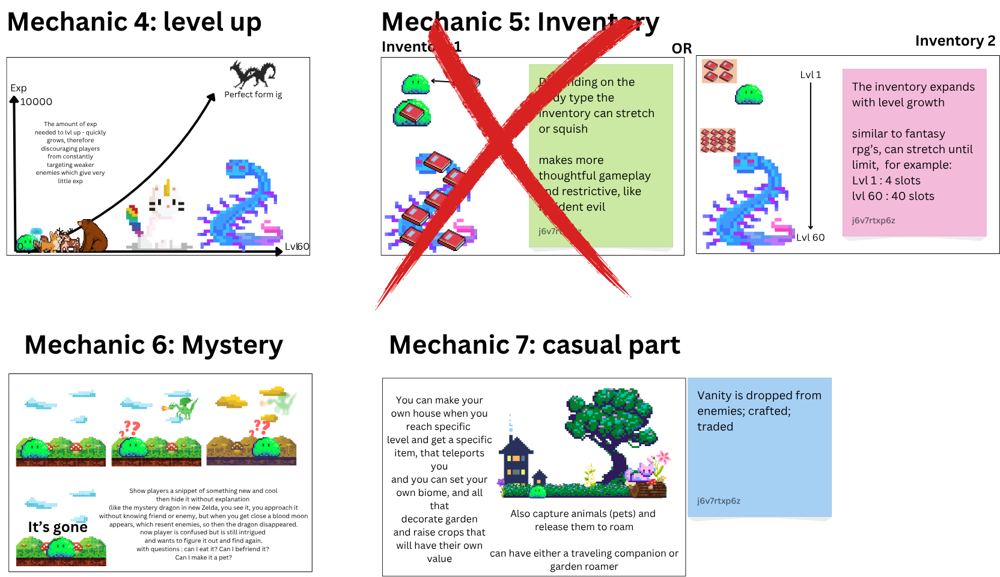 Mechanic 4: level up
Exp
10000
Perfect form ig
The amount of exp
needed to lvl up - quickly
grows, therefore
discouraging players
from constantly
targeting weaker
enemies which give very
little exp
0
Lvl60
Mechanic 5: Inventory
Inventory 1
OR
Inventory 2
Depending on the
body type the
inventory can stretch
or squish
makes more
thoughtful gameplay
and restrictive, like
resident evil
j6v7rtxp6z
Lvl 1
Lvl 60
The inventory expands
with level growth
similar to fantasy
rpg's, can stretch until
limit, for example:
Lvl 1 : 4 slots
lvl 60 : 40 slots
j6v7rtxp6z
Mechanic 6: Mystery
??
?
??
?
It's gone
Show players a snippet of something new and cool
then hide it without explanation
(like the mystery dragon in new Zelda, you see it, you approach it
without knowing friend or enemy, but when you get close a blood moon
appears, which resent enemies, so then the dragon disappeared.
now player is confused but is still intrigued
and wants to figure it out and find again.
with questions : can I eat it? Can I befriend it?
Can I make it a pet?
Mechanic 7: casual part
You can make your
own house when you
reach specific
level and get a specific
item, that teleports
you
and you can set your
own biome, and all
that
decorate garden
and raise crops that
will have their own
value
Also capture animals (pets) and
release them to roam
can have either a traveling companion or
garden roamer
Vanity is dropped from
enemies; crafted;
traded
j6v7rtxp6z